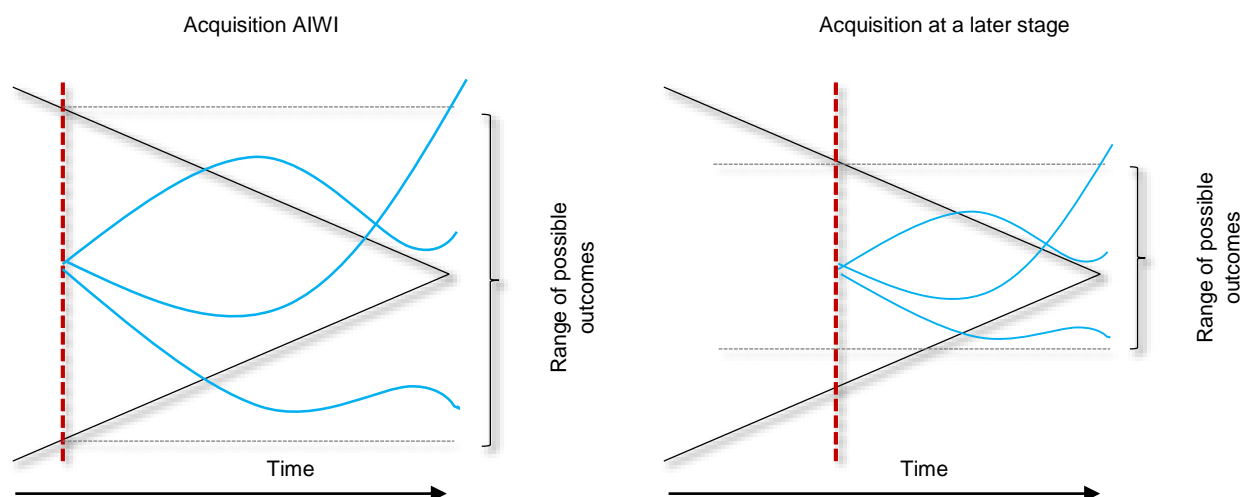 Acquisition AIWI
Acquisition at a later stage
Range of possible
outcomes
Range of possible
outcomes
Time
Time